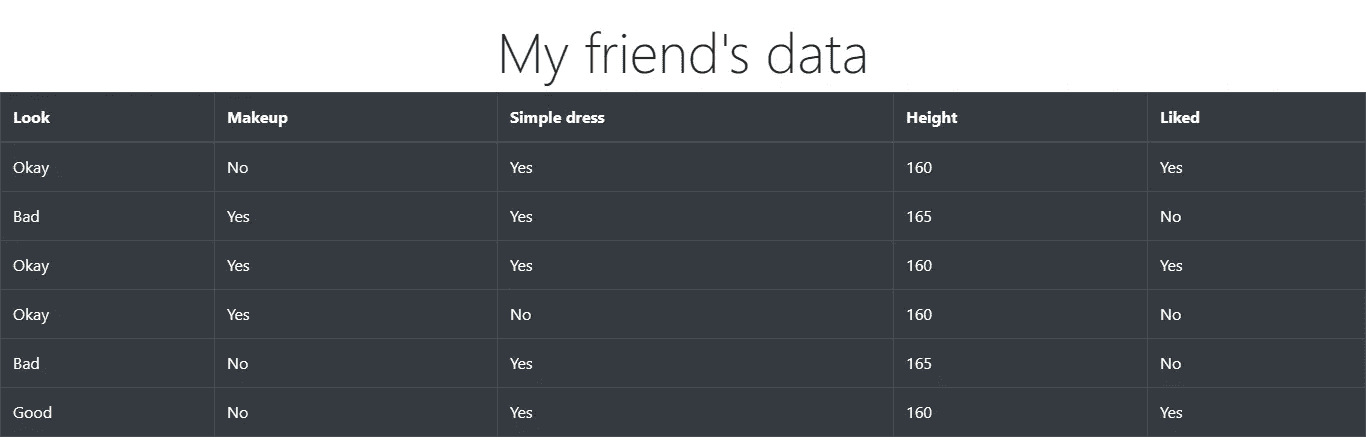 My friend's data
Look Makeup Simple dress Height Liked
Okay No Yes 160 Yes
Bad Yes Yes 165 No
Okay Yes Yes 160 Yes
Okay Yes No 160 No
Bad No Yes 165 No
Good No Yes 160 Yes